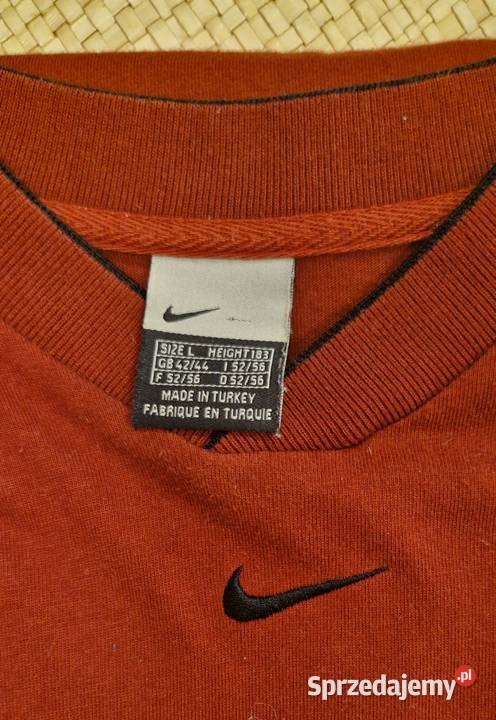 SIZE L HEIGHT 183
GB 42/44 I 52/56
F 52/56 D 52/56
MADE IN TURKEY
FABRIQUE EN TURQUIE
Sprzedajemy.pl